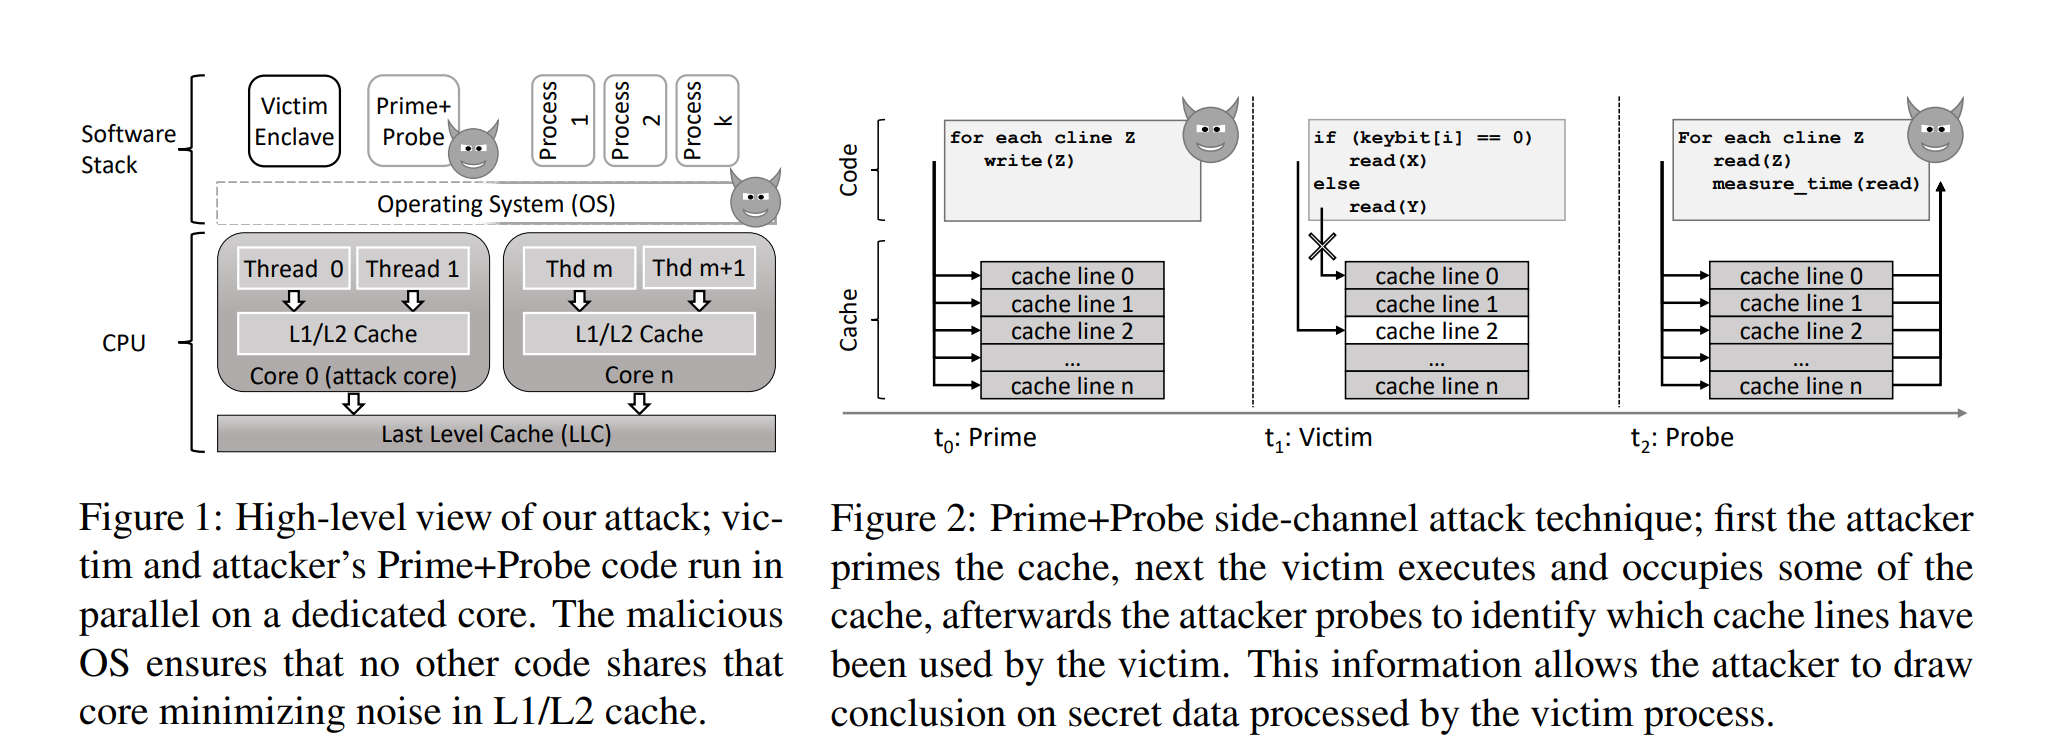 Software
Stack
Victim
Enclave
Prime+
Probe
Process
1
Process
2
Process
k
Operating System (OS)
CPU
Thread 0
Thread 1
L1/L2 Cache
Core 0 (attack core)
Thd m
Thd m+1
L1/L2 Cache
Core n
Last Level Cache (LLC)
Figure 1: High-level view of our attack; vic-
tim and attacker's Prime+Probe code run in
parallel on a dedicated core. The malicious
OS ensures that no other code shares that
core minimizing noise in L1/L2 cache.
Code
Cache
for each cline Z
write(Z)
cache line 0
cache line 1
cache line 2
...
cache line n
t0: Prime
if (keybit[i] == 0)
read(X)
else
read(Y)
cache line 0
cache line 1
cache line 2
...
cache line n
t1: Victim
For each cline Z
read(Z)
measure_time(read)
cache line 0
cache line 1
cache line 2
...
cache line n
t2: Probe
Figure 2: Prime+Probe side-channel attack technique; first the attacker
primes the cache, next the victim executes and occupies some of the
cache, afterwards the attacker probes to identify which cache lines have
been used by the victim. This information allows the attacker to draw
conclusion on secret data processed by the victim process.